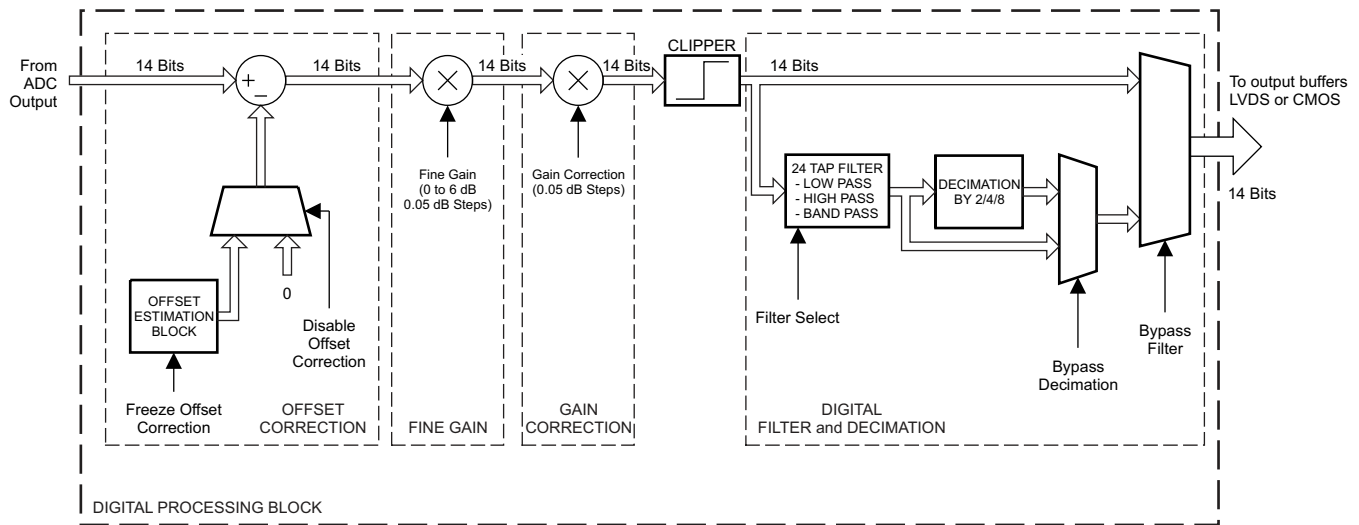 From
ADC
Output
14 Bits
+
−
14 Bits
14 Bits
14 Bits
CLIPPER
14 Bits
To output buffers
LVDS or CMOS
14 Bits
Fine Gain
(0 to 6 dB
0.05 dB Steps)
Gain Correction
(0.05 dB Steps)
24 TAP FILTER
- LOW PASS
- HIGH PASS
- BAND PASS
DECIMATION
BY 2/4/8
0
OFFSET
ESTIMATION
BLOCK
Disable
Offset
Correction
Freeze Offset
Correction
Filter Select
Bypass
Decimation
Bypass
Filter
OFFSET
CORRECTION
FINE GAIN
GAIN
CORRECTION
DIGITAL
FILTER and DECIMATION
DIGITAL PROCESSING BLOCK